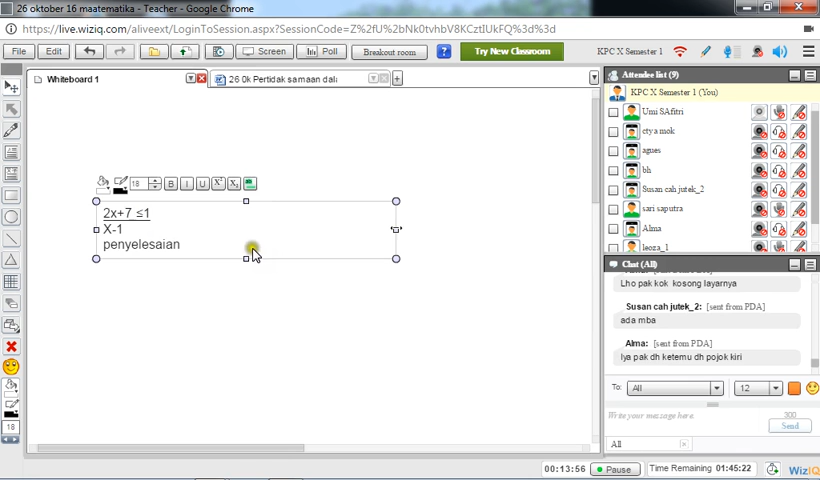 26 oktober 16 maatematika - Teacher - Google Chrome
https://live.wiziq.com/aliveext/LoginToSession.aspx?SessionCode=Z%2fU%2bNk0tvhbV8KCztIUkFQ%3d%3d
File Edit Screen Poll Breakout room ? Try New Classroom KPC X Semester 1
Whiteboard 1 26 0k Pertidak samaan dala
18 B I U X² X₂
2x+7 ≤1
X-1
penyelesaian
18
Attendee list (9)
KPC X Semester 1 (You)
Umi SAfitri
ctya mok
agues
bh
Susan cah jutek_2
sari saputra
Alma
leoza_1
Chat (All)
Lho pak kok kosong layarnya
Susan cah jutek_2: [sent from PDA]
ada mba
Alma: [sent from PDA]
Iya pak dh ketemu dh pojok kiri
To: All 12
Write your message here. 300
Send
All
00:13:56 Pause Time Remaining 01:45:22 WizIQ